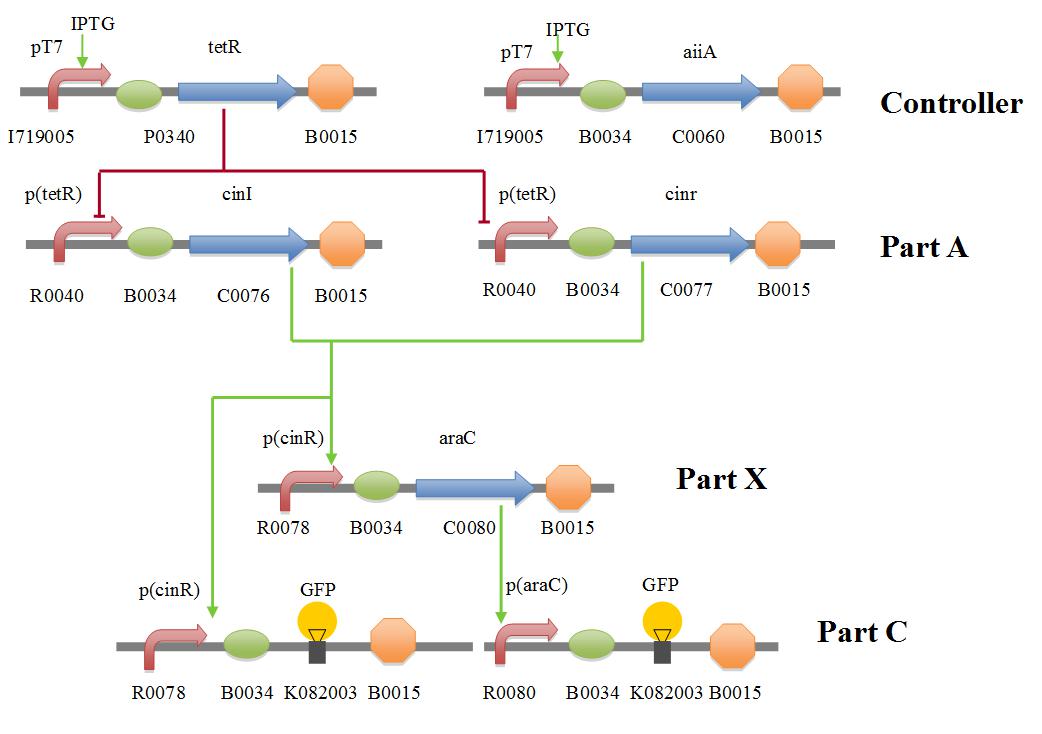 IPTG
pT7 tetR
IPTG
pT7 aiiA
I719005 P0340 B0015
I719005 B0034 C0060 B0015
Controller
p(tetR) cinI
p(tetR) cinr
R0040 B0034 C0076 B0015
R0040 B0034 C0077 B0015
Part A
p(cinR) araC
R0078 B0034 C0080 B0015
Part X
p(cinR) GFP
p(araC) GFP
R0078 B0034 K082003 B0015
R0080 B0034 K082003 B0015
Part C